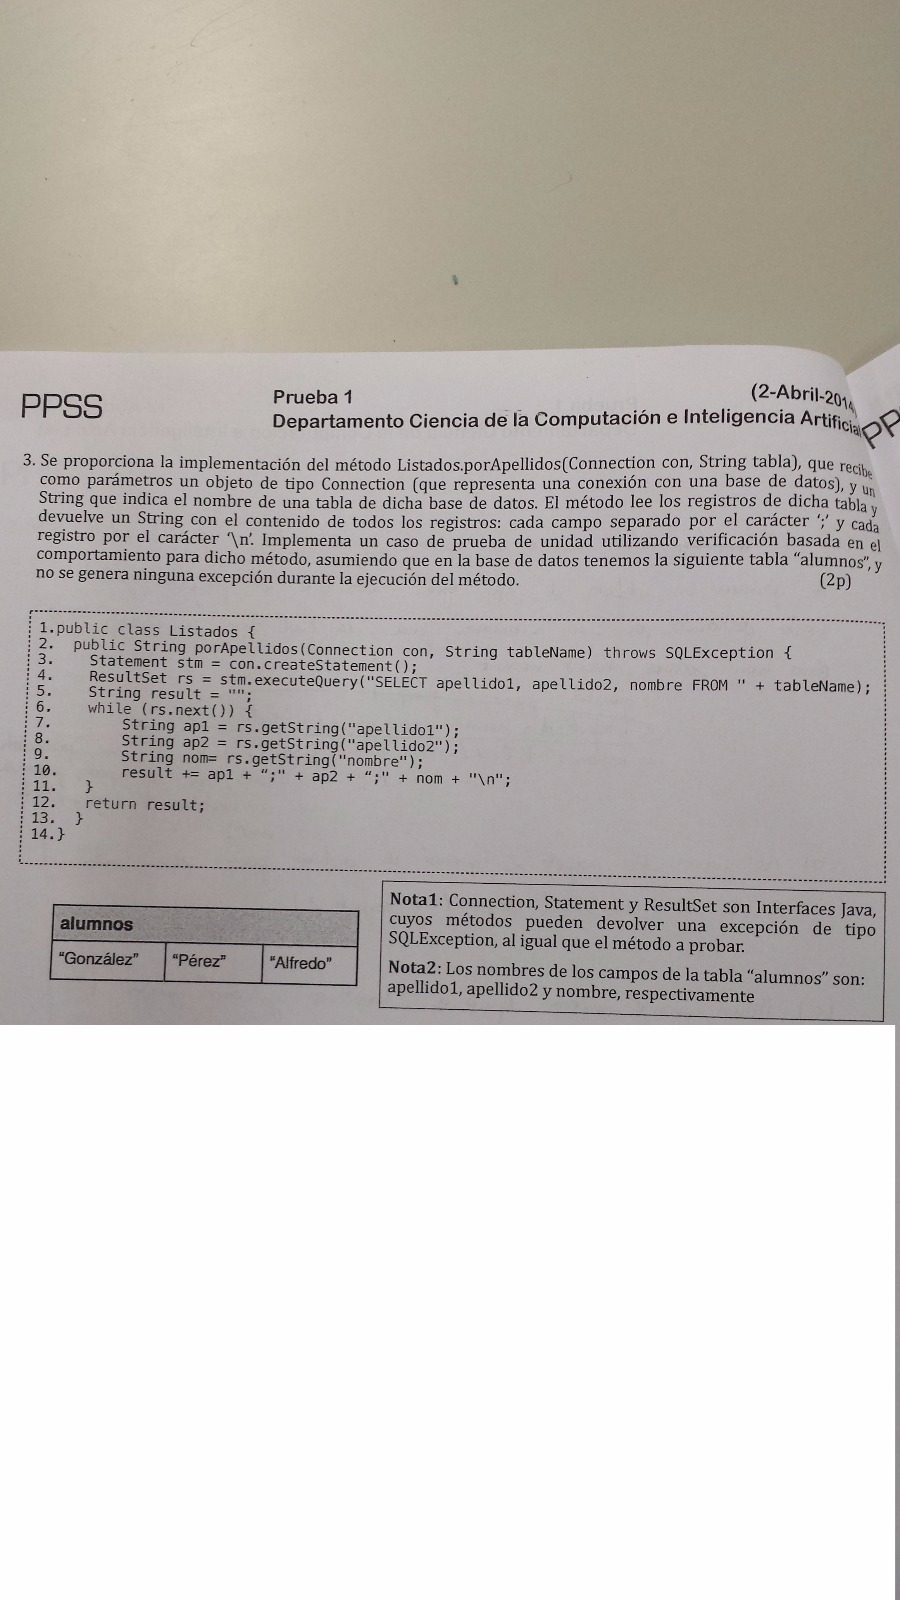 PPSS
Prueba 1
(2-Abril-2014
Departamento Ciencia de la Computación e Inteligencia Artificial
PP
3. Se proporciona la implementación del método Listados.porApellidos(Connection con, String tabla), que recibe
como parámetros un objeto de tipo Connection (que representa una conexión con una base de datos), y un
String que indica el nombre de una tabla de dicha base de datos. El método lee los registros de dicha tabla y
devuelve un String con el contenido de todos los registros: cada campo separado por el carácter ‘;’ y cada
registro por el carácter ‘\n’. Implementa un caso de prueba de unidad utilizando verificación basada en el
comportamiento para dicho método, asumiendo que en la base de datos tenemos la siguiente tabla “alumnos”, y
no se genera ninguna excepción durante la ejecución del método. (2p)
1.public class Listados {
2. public String porApellidos(Connection con, String tableName) throws SQLException {
3. Statement stm = con.createStatement();
4. ResultSet rs = stm.executeQuery("SELECT apellido1, apellido2, nombre FROM " + tableName);
5. String result = "";
6. while (rs.next()) {
7. String ap1 = rs.getString("apellido1");
8. String ap2 = rs.getString("apellido2");
9. String nom= rs.getString("nombre");
10. result += ap1 + “;" + ap2 + “;" + nom + "\n";
11. }
12. return result;
13. }
14.}
alumnos
“González” “Pérez” “Alfredo”
Nota1: Connection, Statement y ResultSet son Interfaces Java,
cuyos métodos pueden devolver una excepción de tipo
SQLException, al igual que el método a probar.
Nota2: Los nombres de los campos de la tabla “alumnos” son:
apellido1, apellido2 y nombre, respectivamente